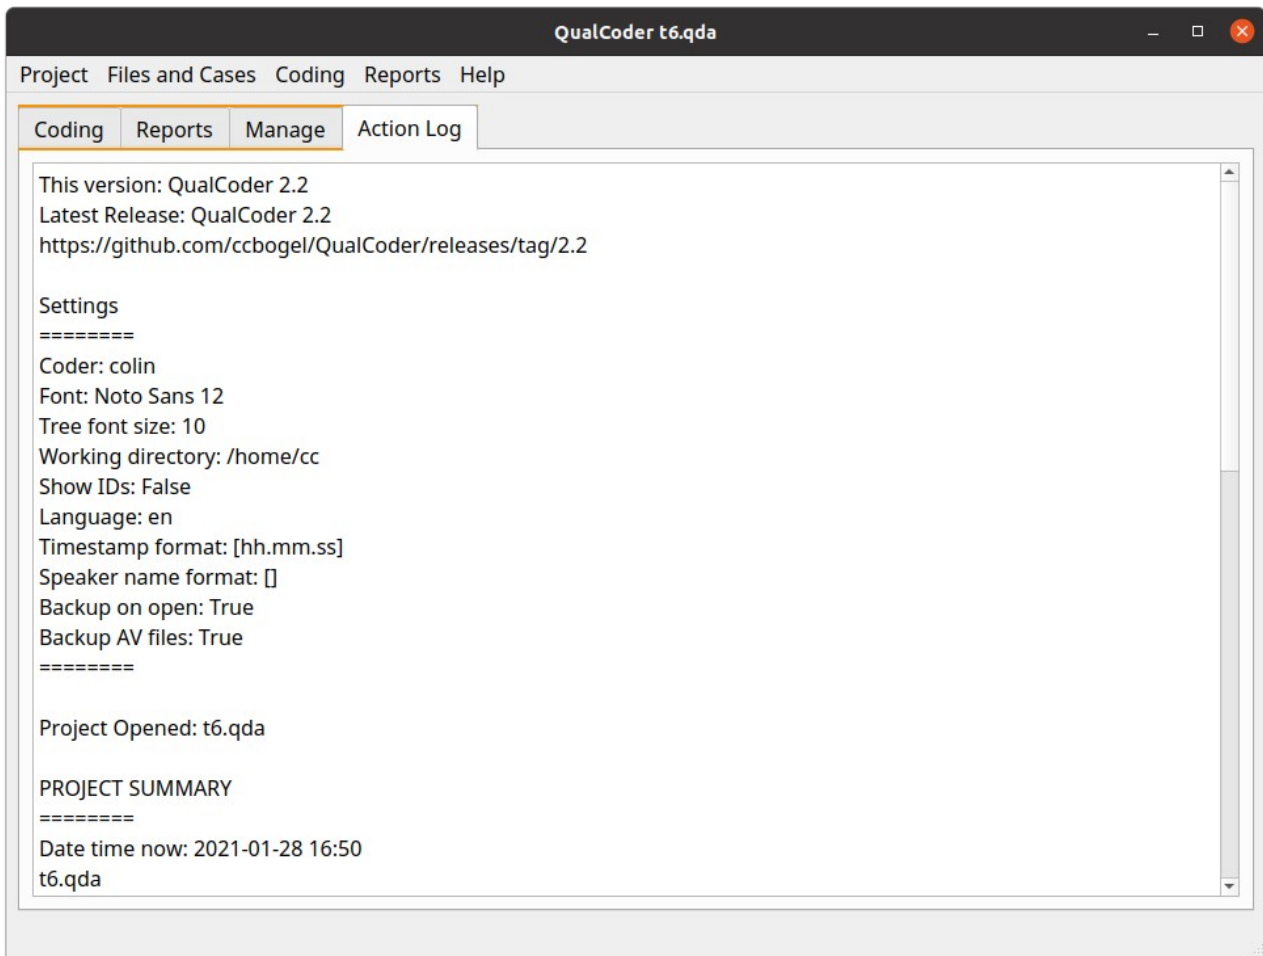 QualCoder t6.qda
Project Files and Cases Coding Reports Help
Coding Reports Manage Action Log
This version: QualCoder 2.2
Latest Release: QualCoder 2.2
https://github.com/ccbogel/QualCoder/releases/tag/2.2
Settings
========
Coder: colin
Font: Noto Sans 12
Tree font size: 10
Working directory: /home/cc
Show IDs: False
Language: en
Timestamp format: [hh.mm.ss]
Speaker name format: []
Backup on open: True
Backup AV files: True
========
Project Opened: t6.qda
PROJECT SUMMARY
========
Date time now: 2021-01-28 16:50
t6.qda